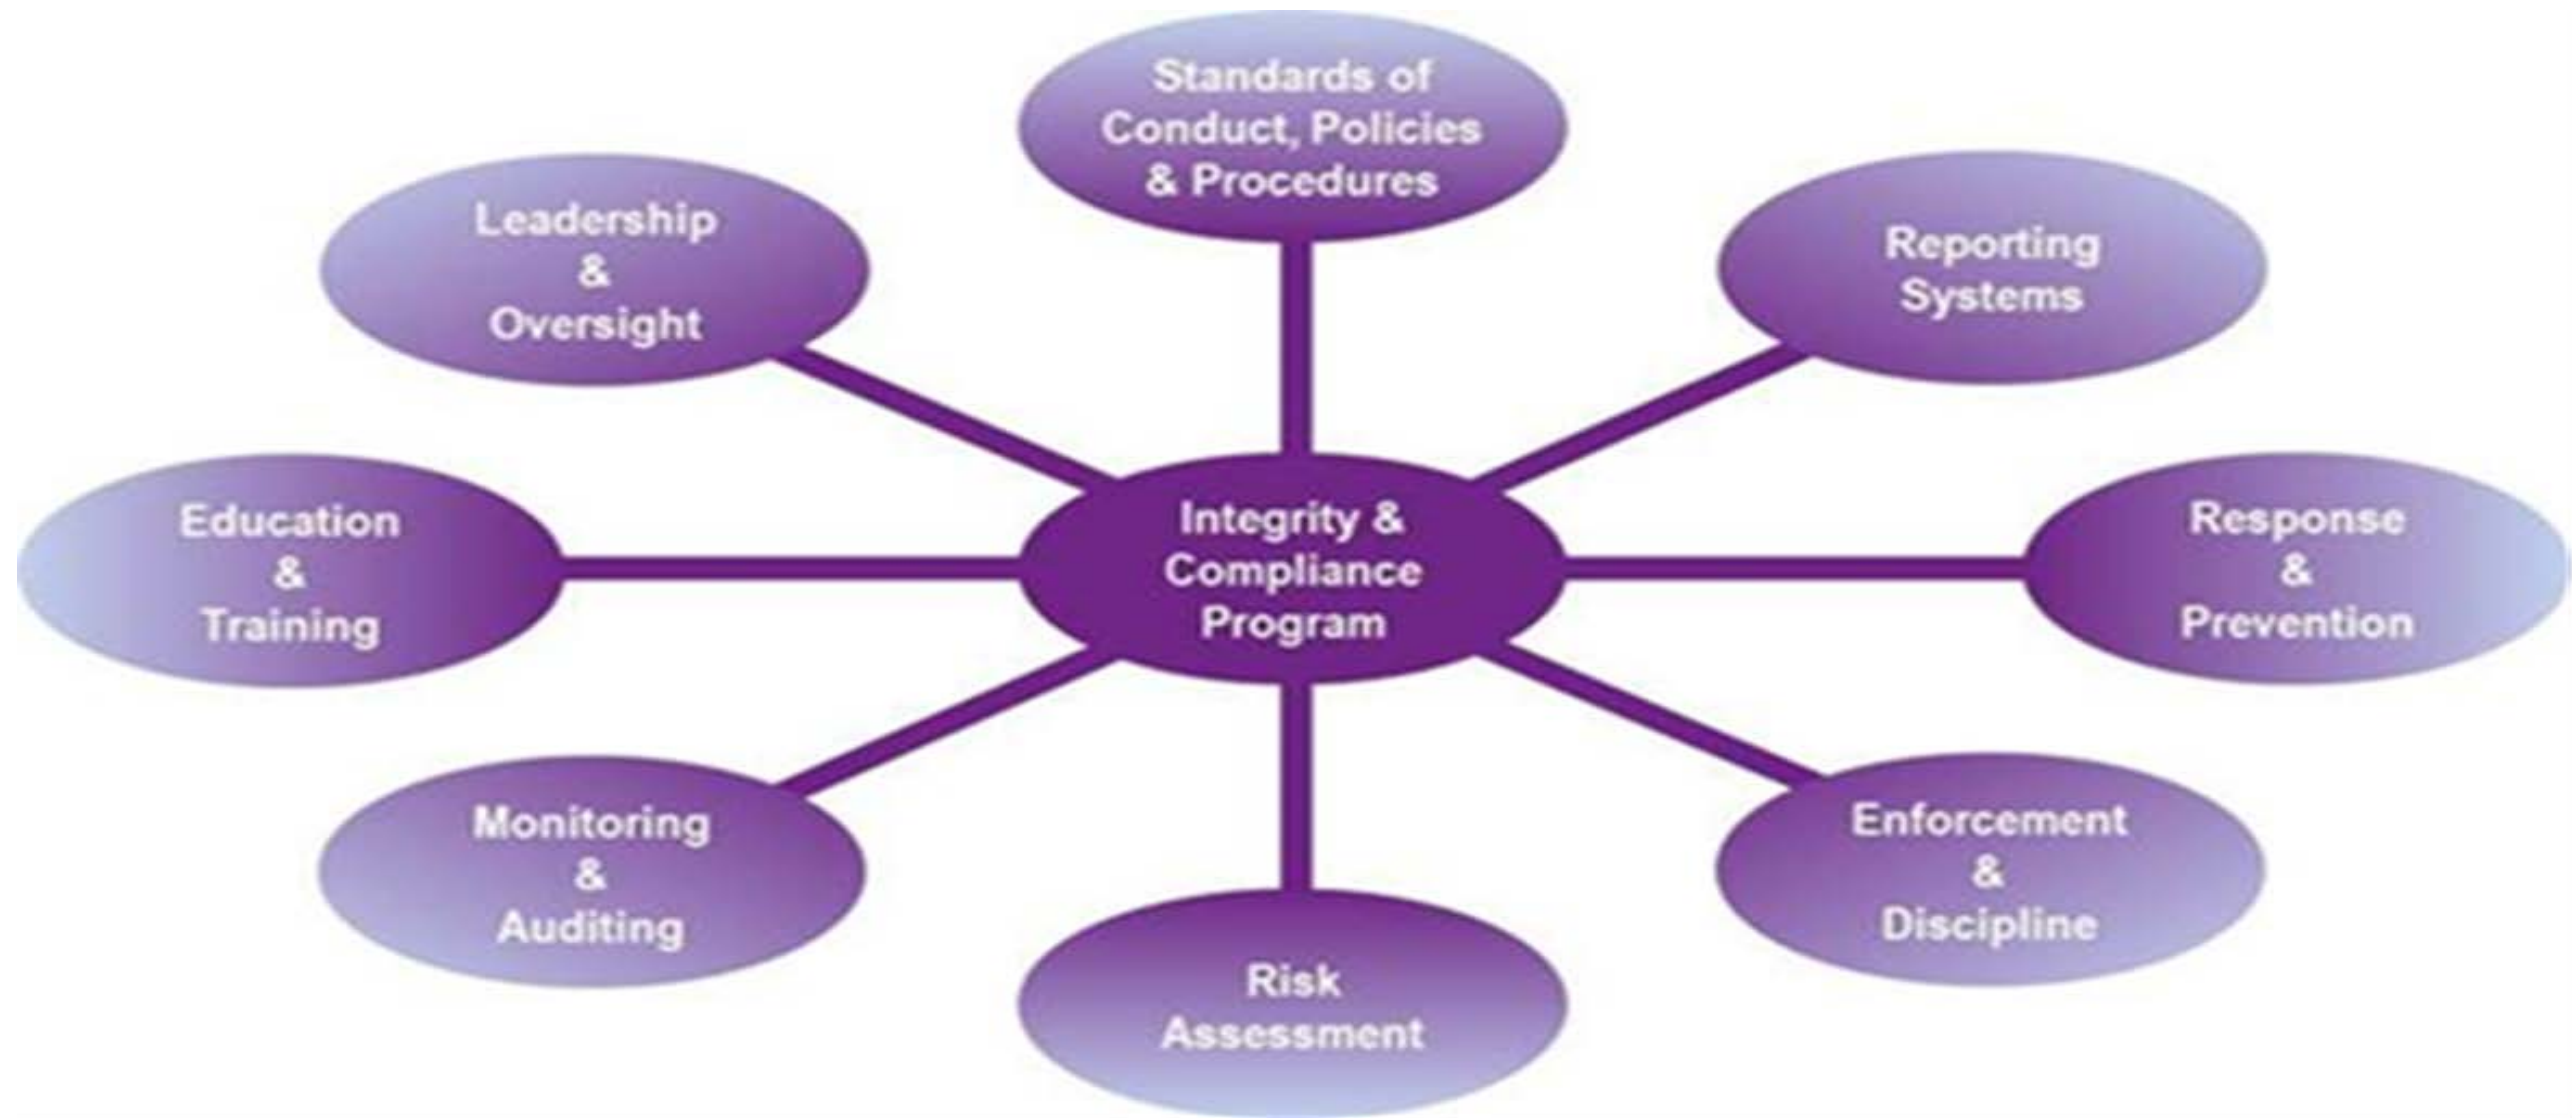 Standards of
Conduct, Policies
& Procedures
Leadership
&
Oversight
Reporting
Systems
Education
&
Training
Integrity &
Compliance
Program
Response
&
Prevention
Monitoring
&
Auditing
Enforcement
&
Discipline
Risk
Assessment